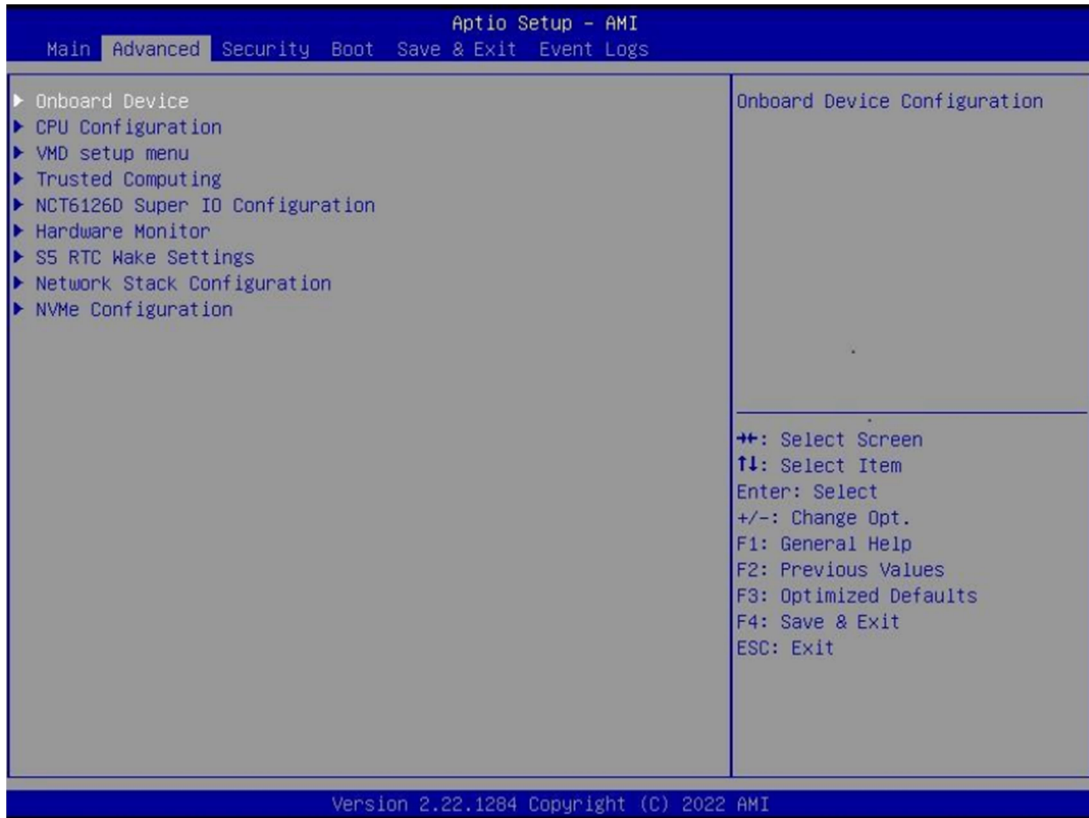 Aptio Setup – AMI
Main Advanced Security Boot Save & Exit Event Logs
▶ Onboard Device
▶ CPU Configuration
▶ VMD setup menu
▶ Trusted Computing
▶ NCT6126D Super IO Configuration
▶ Hardware Monitor
▶ S5 RTC Wake Settings
▶ Network Stack Configuration
▶ NVMe Configuration
Onboard Device Configuration
→←: Select Screen
↑↓: Select Item
Enter: Select
+/-: Change Opt.
F1: General Help
F2: Previous Values
F3: Optimized Defaults
F4: Save & Exit
ESC: Exit
Version 2.22.1284 Copyright (C) 2022 AMI